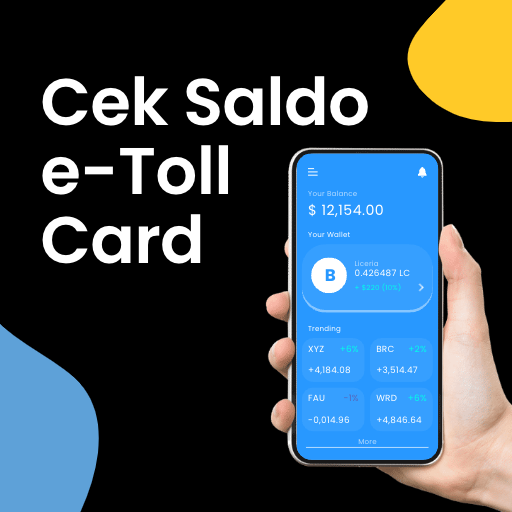 Cek Saldo
e-Toll
Card
Your Balance
$ 12,154.00
Your Wallet
B
Liceria
0.426487 LC
+ $220 (10%)
Trending
XYZ +6%
BRC +2%
+4,184.08
+3,514.47
FAU -1%
WRD +6%
-0,014.96
+4,846.64
More